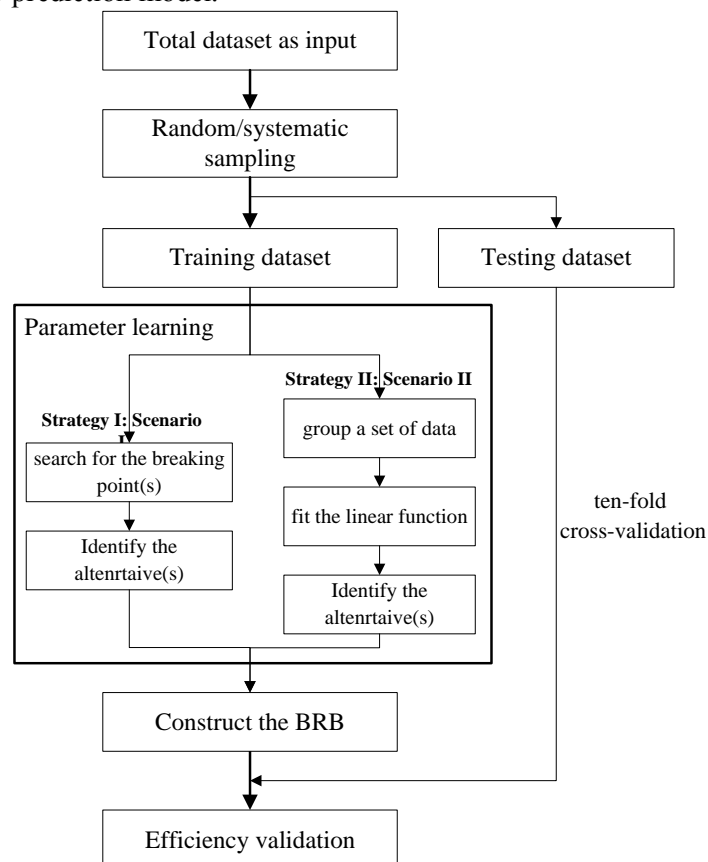 prediction model.
Total dataset as input
Random/systematic
sampling
Training dataset
Testing dataset
Parameter learning
Strategy I: Scenario
I
search for the breaking
point(s)
Identify the
altenrtaive(s)
Strategy II: Scenario II
group a set of data
fit the linear function
Identify the
altenrtaive(s)
ten-fold
cross-validation
Construct the BRB
Efficiency validation